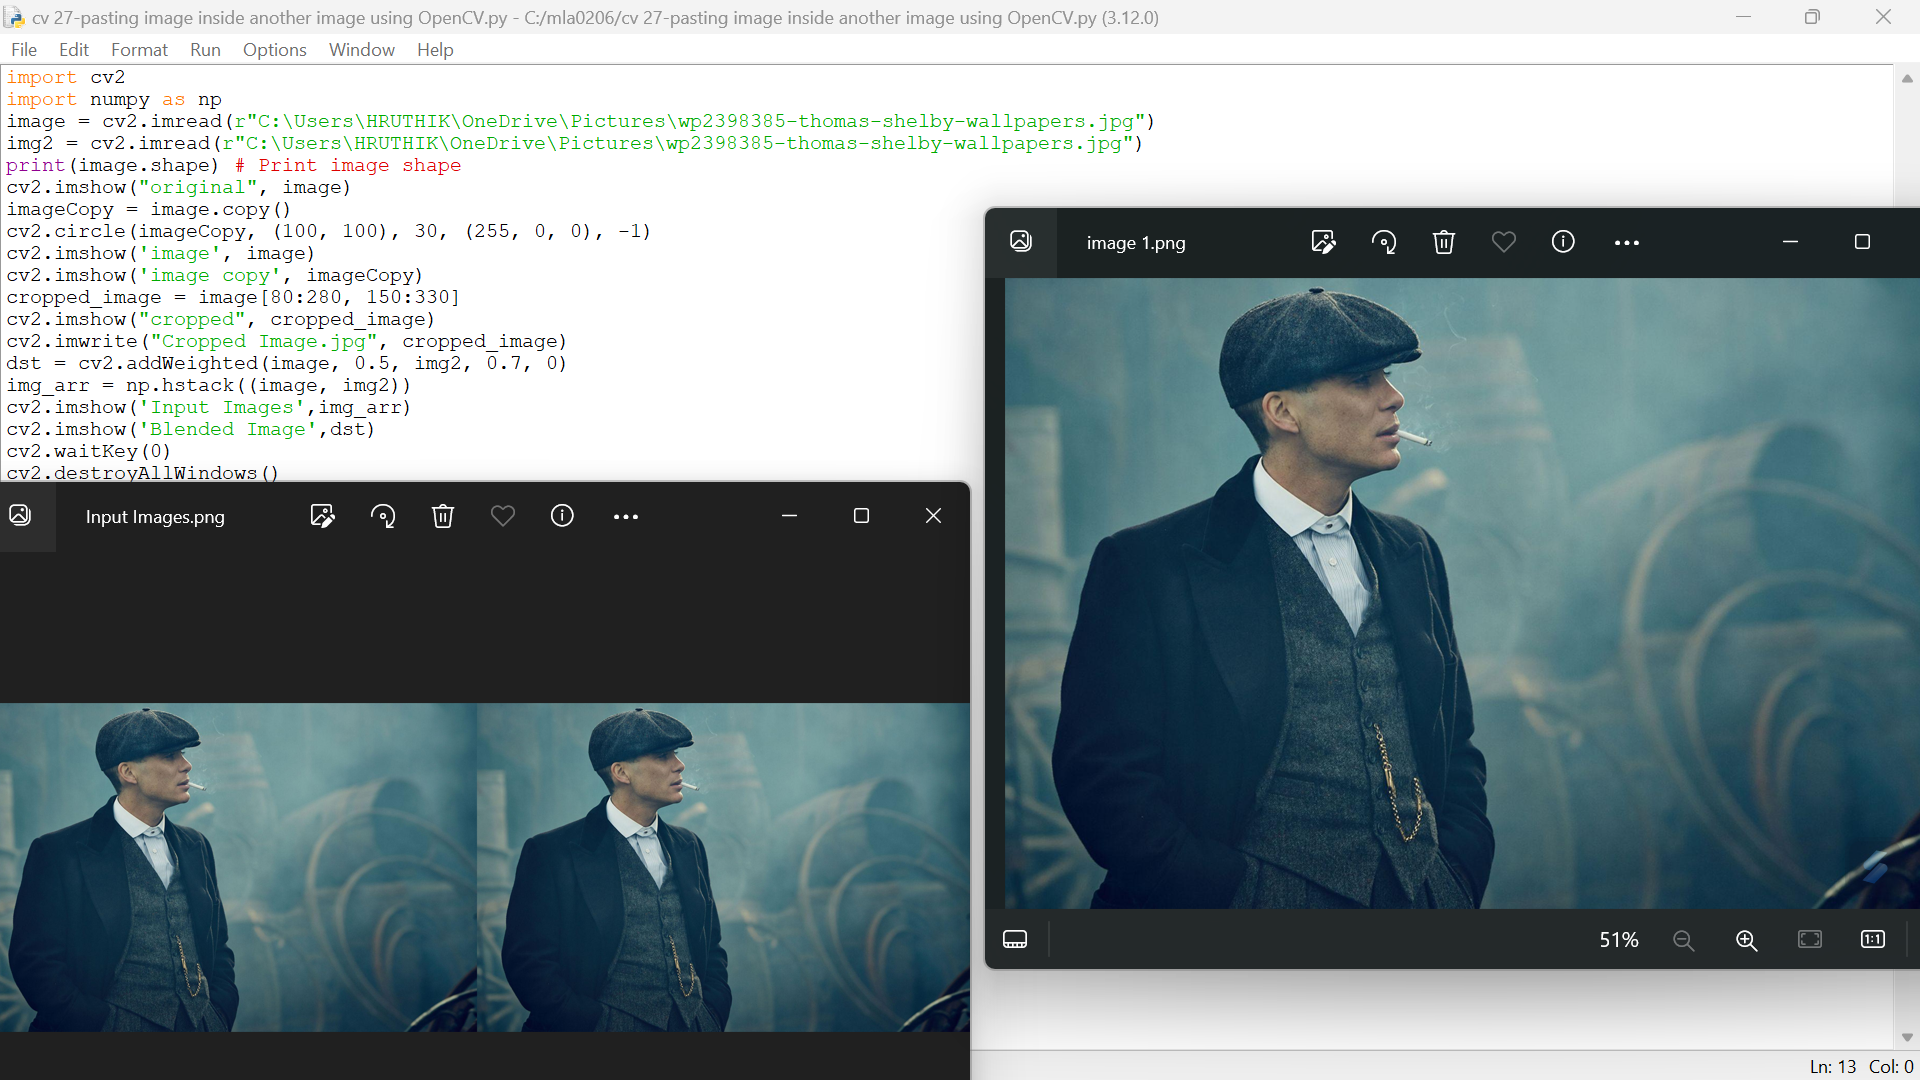 cv 27-pasting image inside another image using OpenCV.py - C:/mla0206/cv 27-pasting image inside another image using OpenCV.py (3.12.0)
File Edit Format Run Options Window Help
import cv2
import numpy as np
image = cv2.imread(r"C:\Users\HRUTHIK\OneDrive\Pictures\wp2398385-thomas-shelby-wallpapers.jpg")
img2 = cv2.imread(r"C:\Users\HRUTHIK\OneDrive\Pictures\wp2398385-thomas-shelby-wallpapers.jpg")
print(image.shape) # Print image shape
cv2.imshow("original", image)
imageCopy = image.copy()
cv2.circle(imageCopy, (100, 100), 30, (255, 0, 0), -1)
cv2.imshow('image', image)
cv2.imshow('image copy', imageCopy)
cropped_image = image[80:280, 150:330]
cv2.imshow("cropped", cropped_image)
cv2.imwrite("Cropped Image.jpg", cropped_image)
dst = cv2.addWeighted(image, 0.5, img2, 0.7, 0)
img_arr = np.hstack((image, img2))
cv2.imshow('Input Images',img_arr)
cv2.imshow('Blended Image',dst)
cv2.waitKey(0)
cv2.destroyAllWindows()
image 1.png
Input Images.png
51%
1:1
Ln: 13 Col: 0